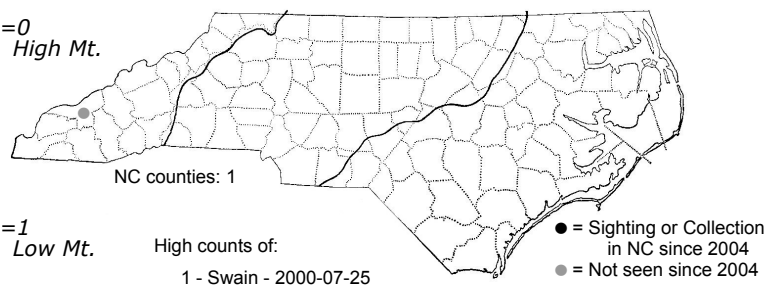 =0
High Mt.
NC counties: 1
=1
Low Mt.
High counts of:
1 - Swain - 2000-07-25
● = Sighting or Collection
in NC since 2004
● = Not seen since 2004